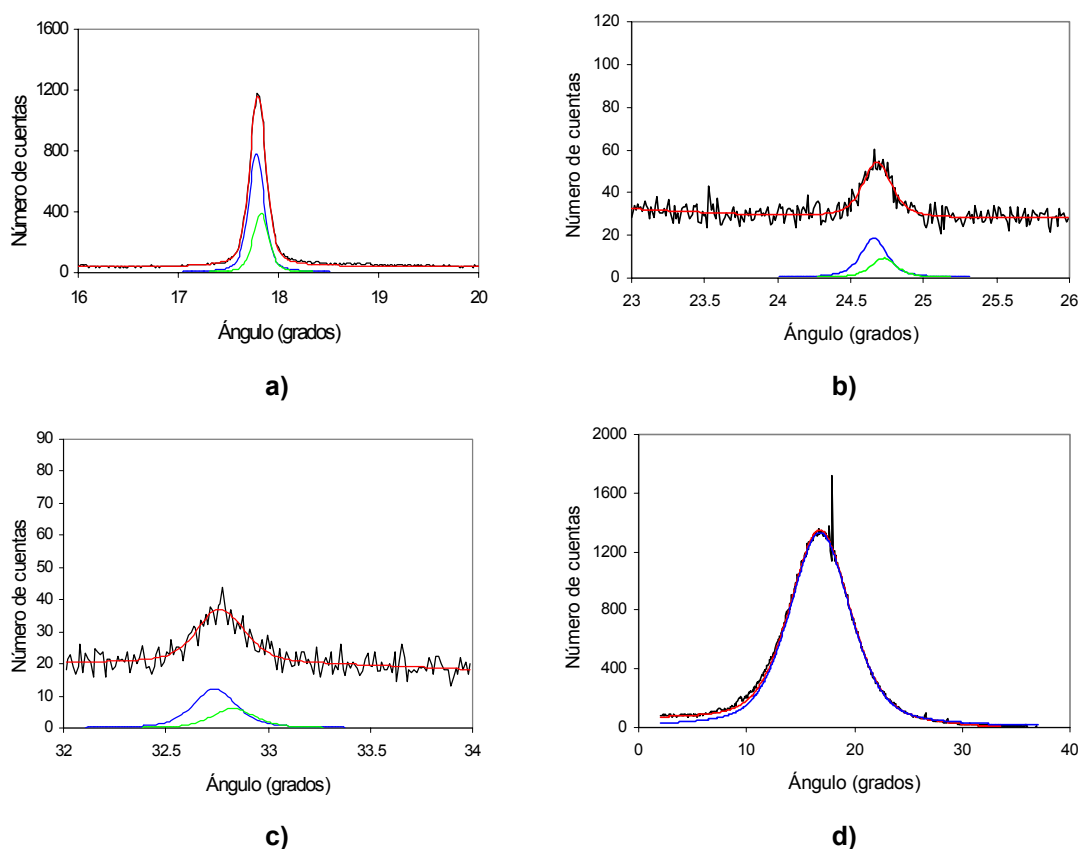 1600
1200
800
400
0
16 17 18 19 20
Número de cuentas
Ángulo (grados)
a)
120
100
80
60
40
20
0
23 23.5 24 24.5 25 25.5 26
Número de cuentas
Ángulo (grados)
b)
90
80
70
60
50
40
30
20
10
0
32 32.5 33 33.5 34
Número de cuentas
Ángulo (grados)
c)
2000
1600
1200
800
400
0
0 10 20 30 40
Número de cuentas
Ángulo (grados)
d)